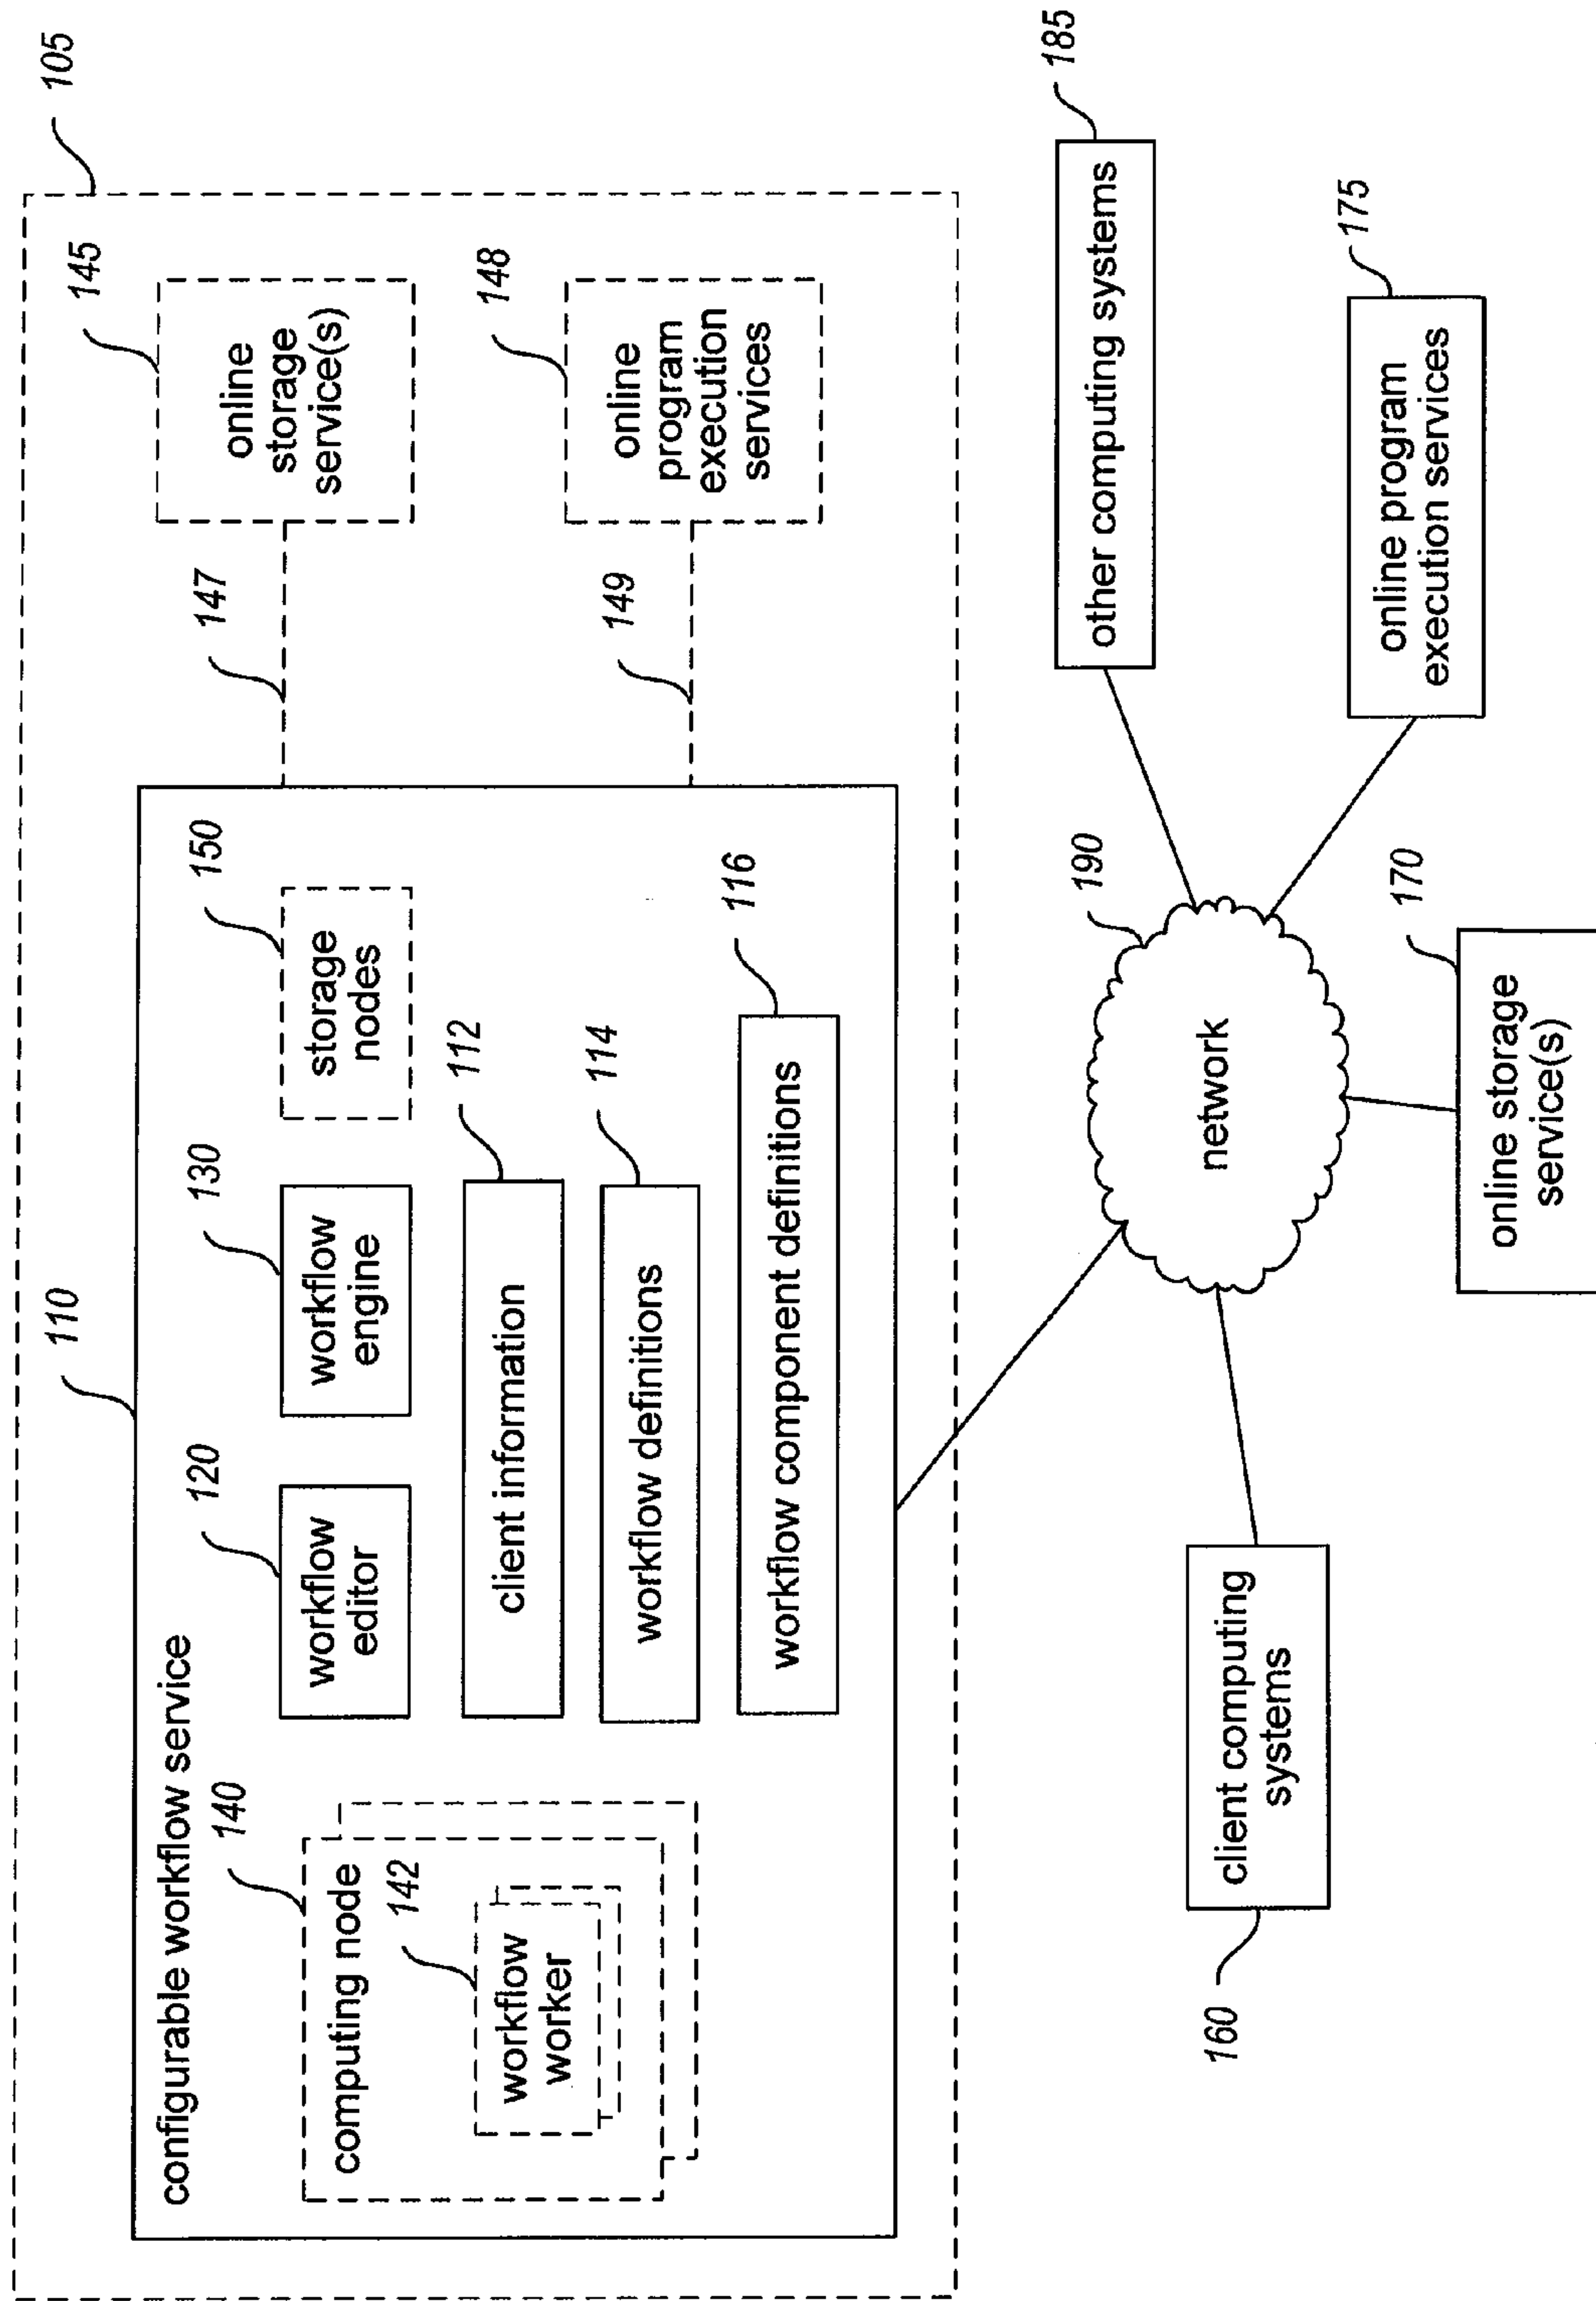 105
110
configurable workflow service
140
computing node
142
workflow
worker
120
workflow
editor
130
workflow
engine
150
storage
nodes
112
client information
114
workflow definitions
116
workflow component definitions
147
145
online
storage
service(s)
149
148
online
program
execution
services
190
network
160
client computing
systems
170
online storage
service(s)
175
online program
execution services
185
other computing systems